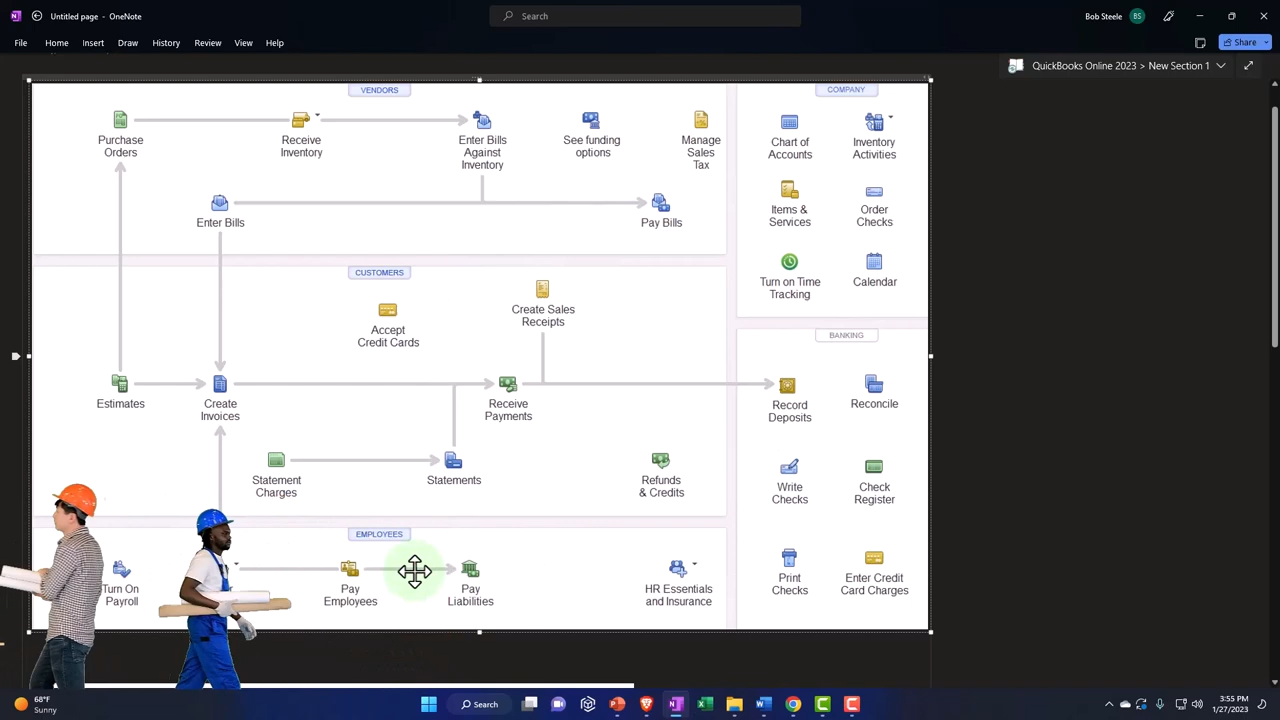 Untitled page - OneNote
Search
Bob Steele
BS
File
Home
Insert
Draw
History
Review
View
Help
Share
QuickBooks Online 2023 > New Section 1
VENDORS
COMPANY
Purchase
Orders
Receive
Inventory
Enter Bills
Against
Inventory
See funding
options
Manage
Sales
Tax
Chart of
Accounts
Inventory
Activities
Enter Bills
Pay Bills
Items &
Services
Order
Checks
CUSTOMERS
Turn on Time
Tracking
Calendar
Accept
Credit Cards
Create Sales
Receipts
BANKING
Estimates
Create
Invoices
Receive
Payments
Record
Deposits
Reconcile
Statement
Charges
Statements
Refunds
& Credits
Write
Checks
Check
Register
EMPLOYEES
Turn On
Payroll
Pay
Employees
Pay
Liabilities
HR Essentials
and Insurance
Print
Checks
Enter Credit
Card Charges
68°F
Sunny
Search
3:55 PM
1/27/2023